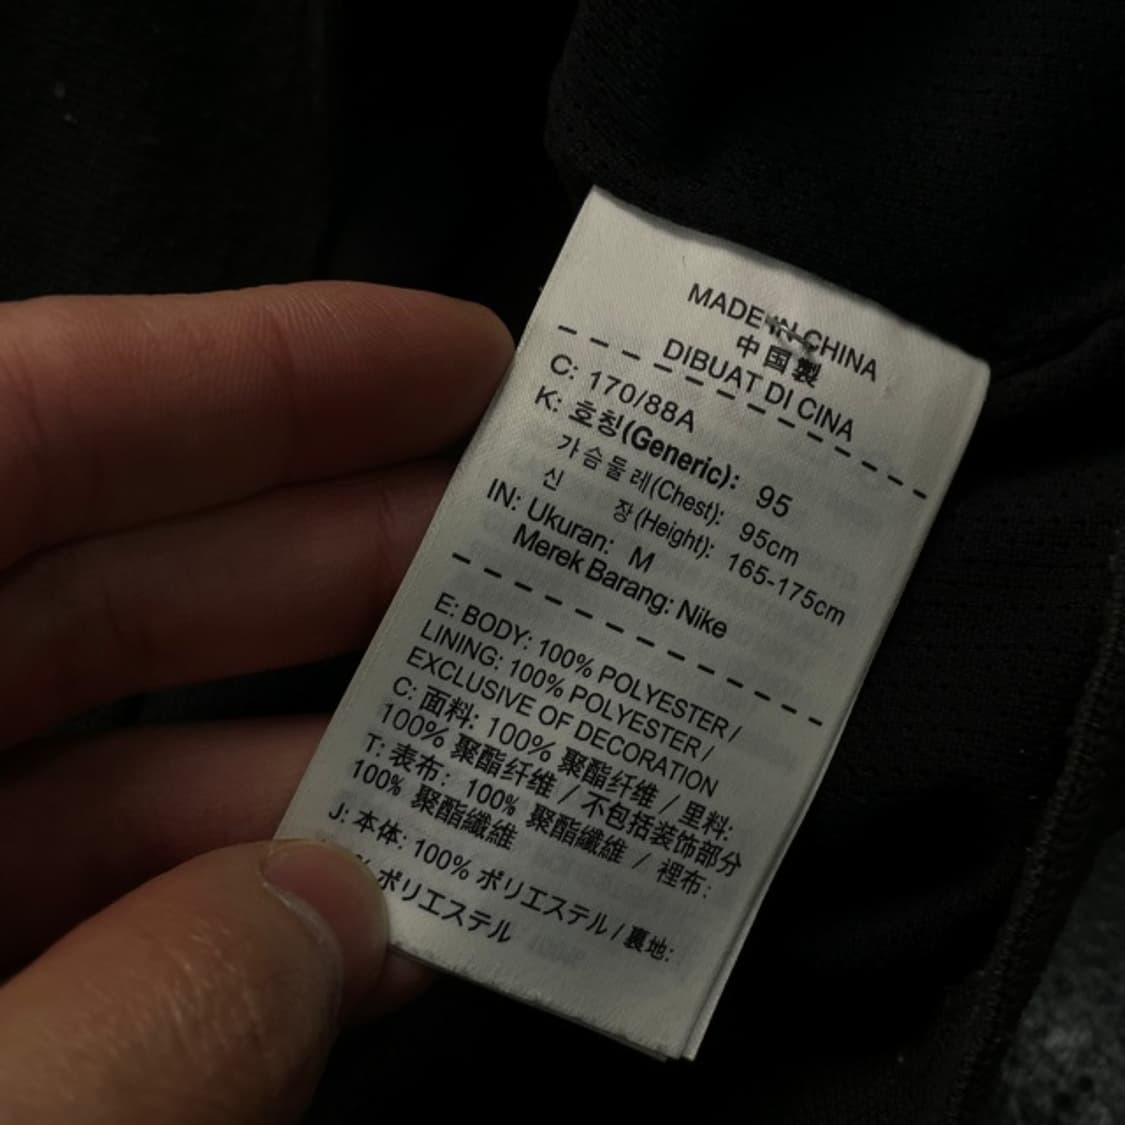 MADE IN CHINA
中国製
DIBUAT DI CINA
C: 170/88A
K: 호칭(Generic): 95
가슴둘레(Chest): 95cm
신 장(Height): 165-175cm
IN: Ukuran: M
Merek Barang: Nike
E: BODY: 100% POLYESTER /
LINING: 100% POLYESTER /
EXCLUSIVE OF DECORATION
C: 面料: 100% 聚酯纤维 / 里料:
100% 聚酯纤维 / 不包括装饰部分
T: 表布: 100% 聚酯纖維 / 裡布:
100% 聚酯纖維
J: 本体: 100% ポリエステル / 裏地:
% ポリエステル